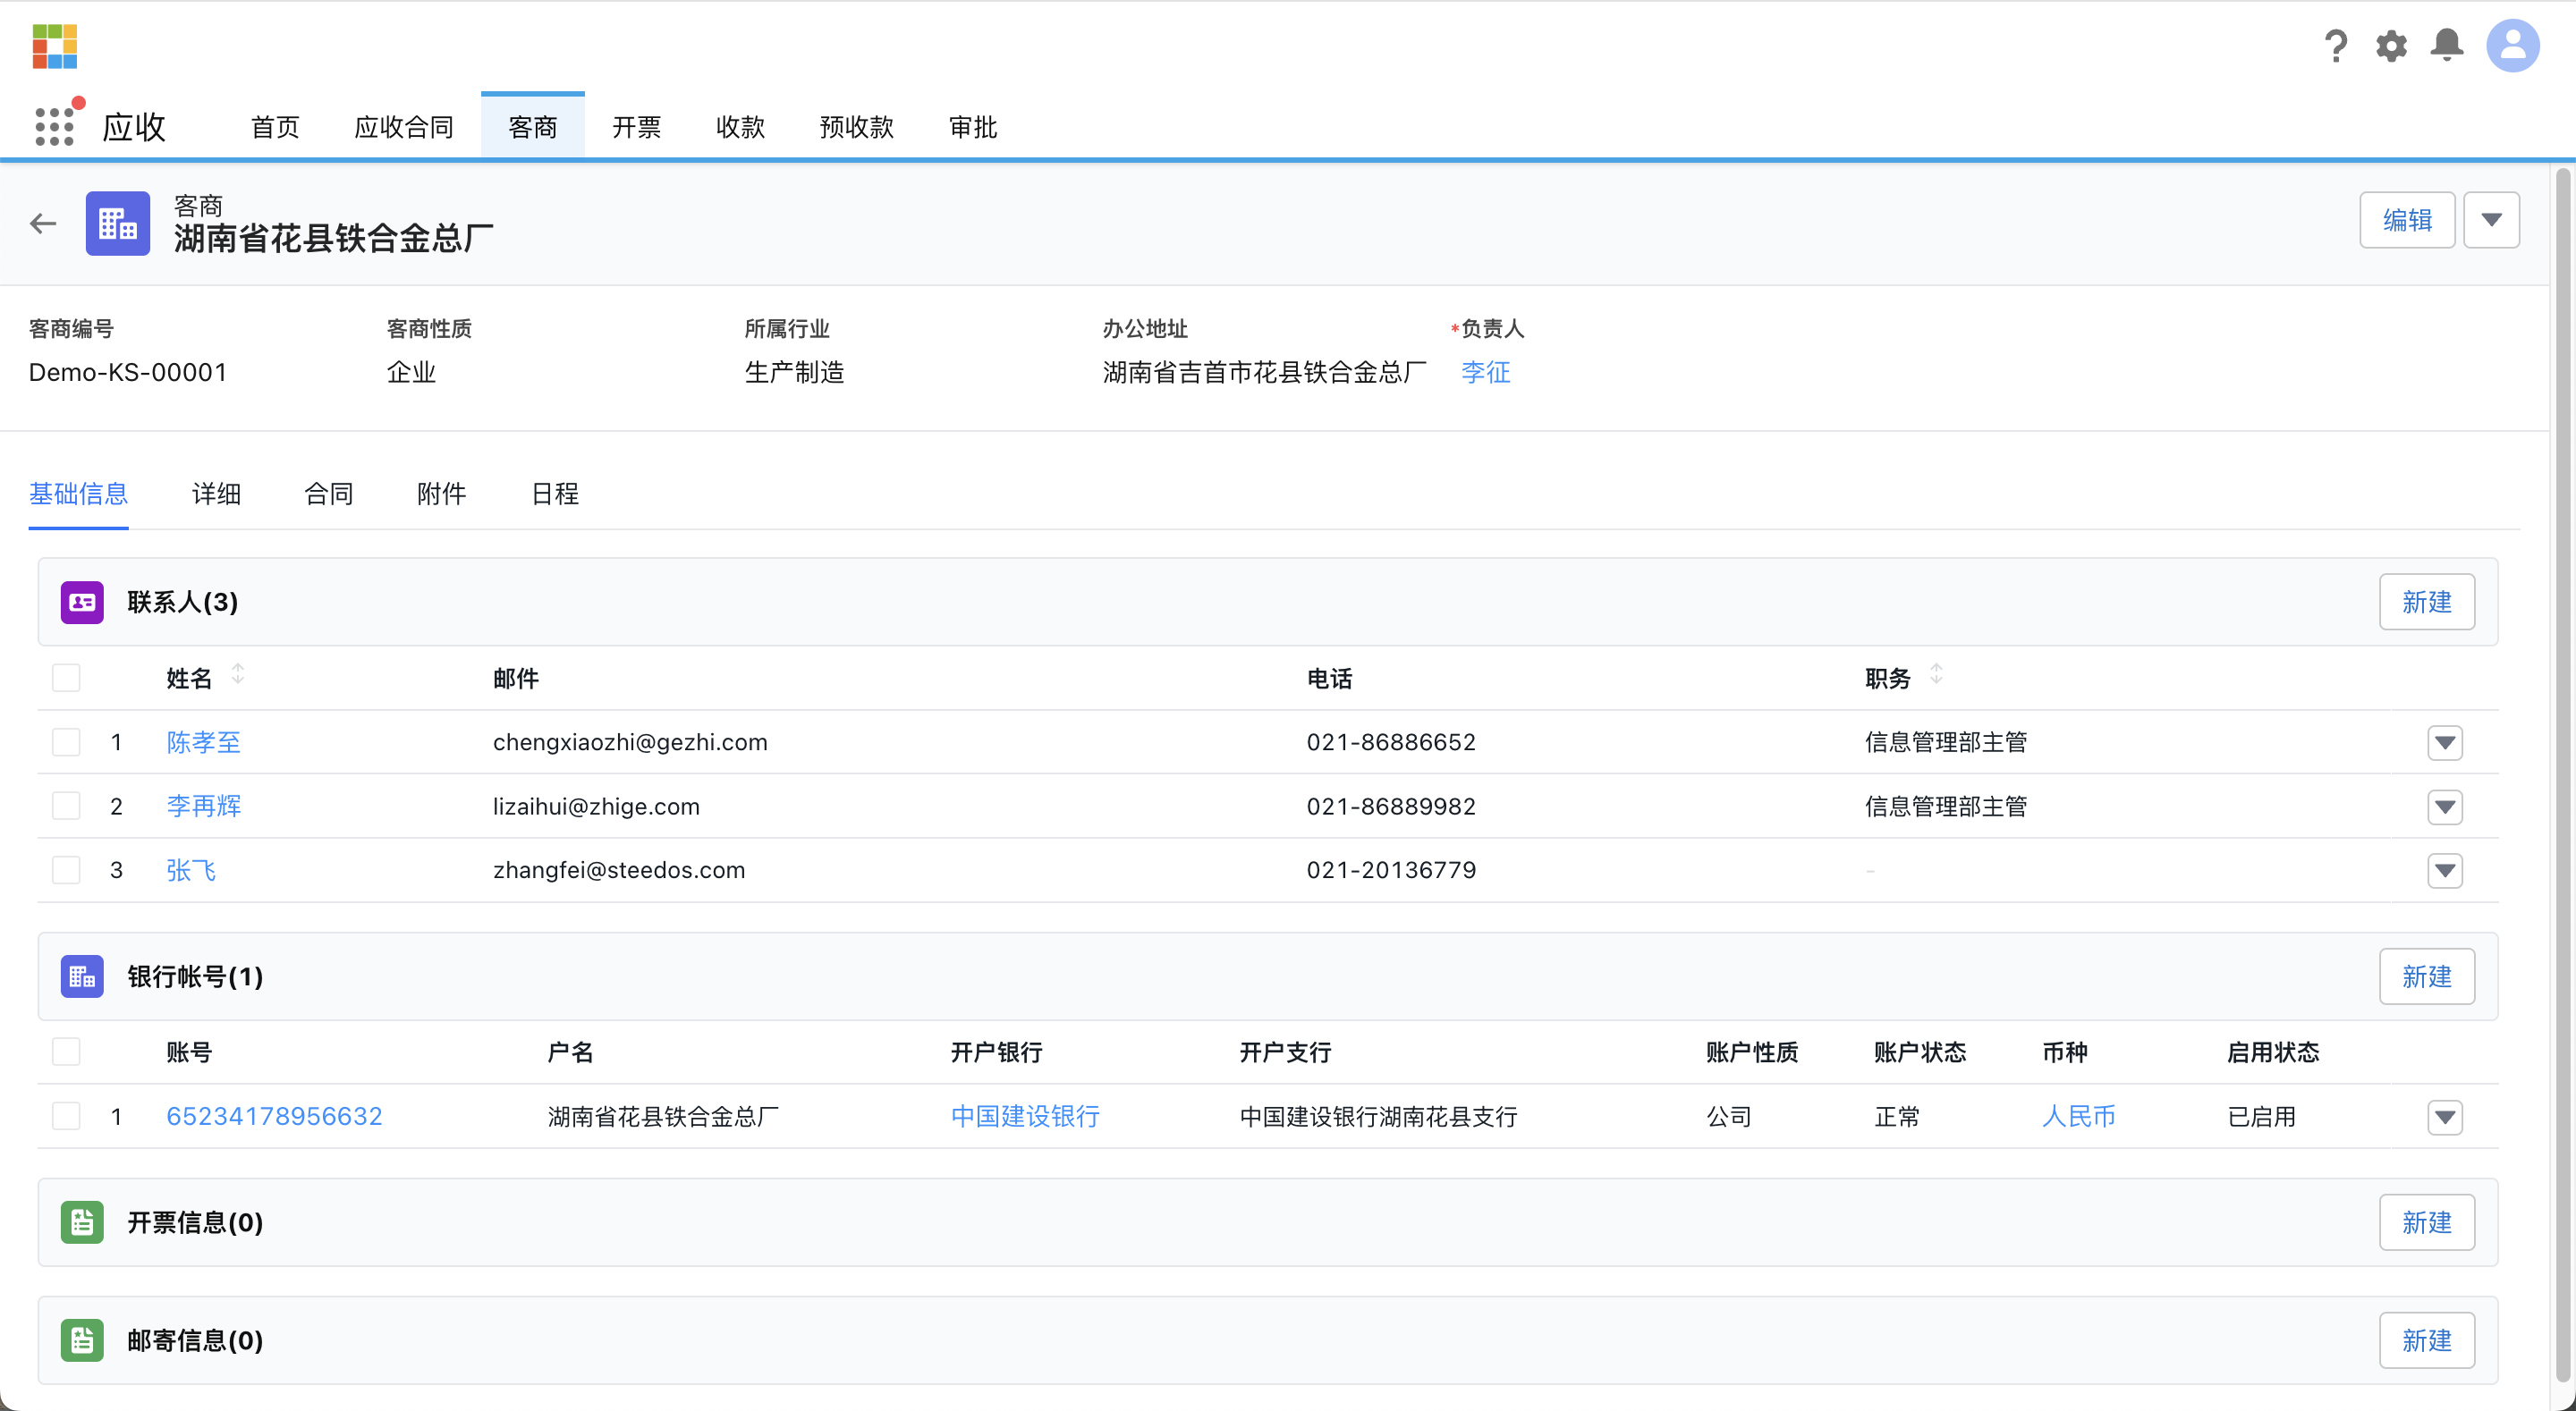 应收 首页 应收合同 客商 开票 收款 预收款 审批
客商
湖南省花县铁合金总厂
编辑
客商编号 客商性质 所属行业 办公地址 *负责人
Demo-KS-00001 企业 生产制造 湖南省吉首市花县铁合金总厂 李征
基础信息 详细 合同 附件 日程
联系人(3) 新建
姓名 邮件 电话 职务
1 陈孝至 chengxiaozhi@gezhi.com 021-86886652 信息管理部主管
2 李再辉 lizaihui@zhige.com 021-86889982 信息管理部主管
3 张飞 zhangfei@steedos.com 021-20136779 -
银行帐号(1) 新建
账号 户名 开户银行 开户支行 账户性质 账户状态 币种 启用状态
1 65234178956632 湖南省花县铁合金总厂 中国建设银行 中国建设银行湖南花县支行 公司 正常 人民币 已启用
开票信息(0) 新建
邮寄信息(0) 新建